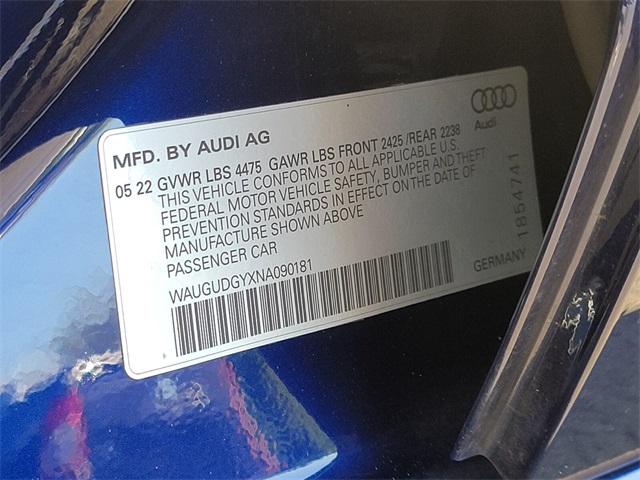 MFD. BY AUDI AG
05 22 GVWR LBS 4475 GAWR LBS FRONT 2425 /REAR 2238
THIS VEHICLE CONFORMS TO ALL APPLICABLE U.S.
FEDERAL MOTOR VEHICLE SAFETY, BUMPER AND THEFT
PREVENTION STANDARDS IN EFFECT ON THE DATE OF
MANUFACTURE SHOWN ABOVE
PASSENGER CAR
WAUGUDGYXNA090181
Audi
1854741
GERMANY